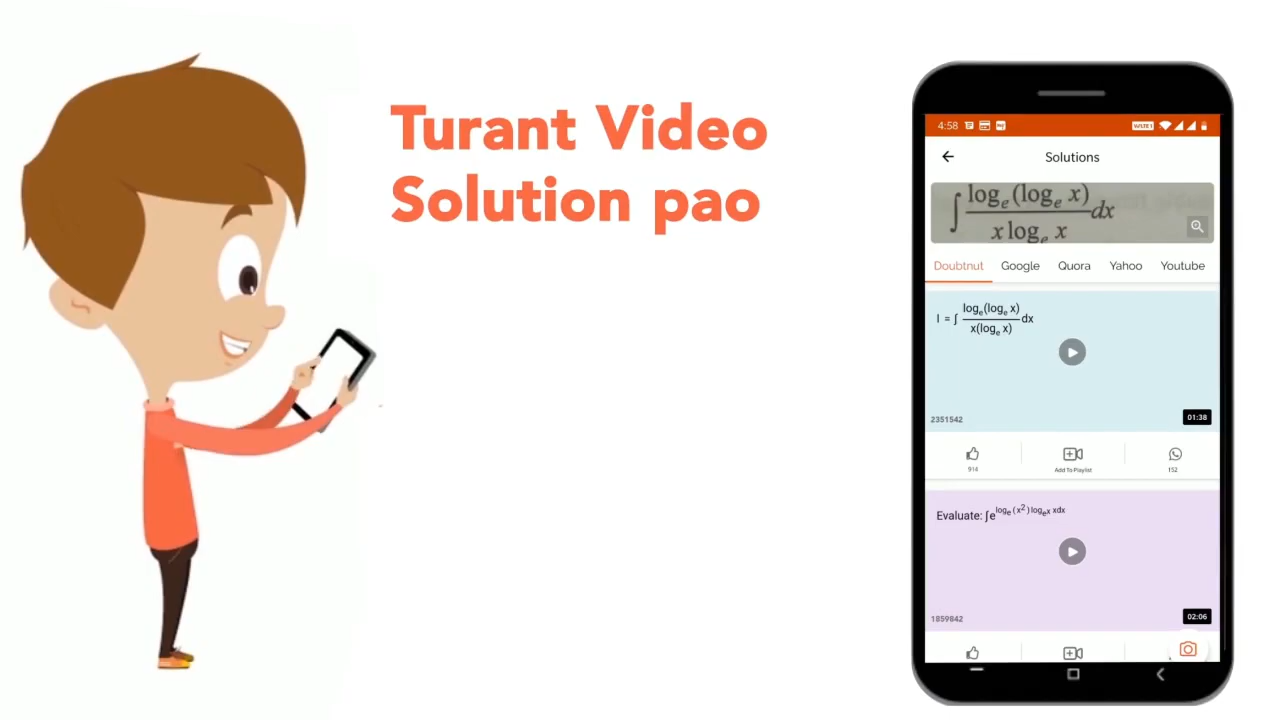 Turant Video
Solution pao
4:58
Solutions
∫ logₑ(logₑ x) / x logₑ x dx
Doubtnut Google Quora Yahoo Youtube
I = ∫ logₑ(logₑ x) / x(logₑ x) dx
2351542 01:38
914 Add To Playlist 152
Evaluate: ∫e^logₑ(x²)logₑx xdx
1859842 02:06